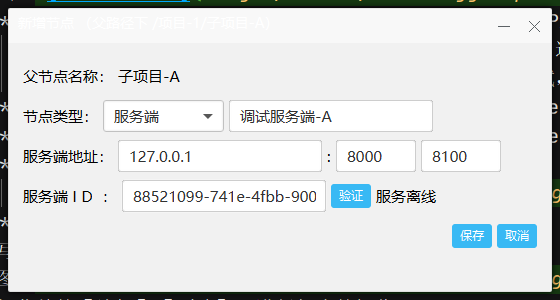 新增节点 （父路径下 /项目-1/子项目-A）
父节点名称： 子项目-A
节点类型： 服务端 调试服务端-A
服务端地址： 127.0.0.1 : 8000 8100
服务端 I D ： 88521099-741e-4fbb-900 验证 服务离线
保存 取消